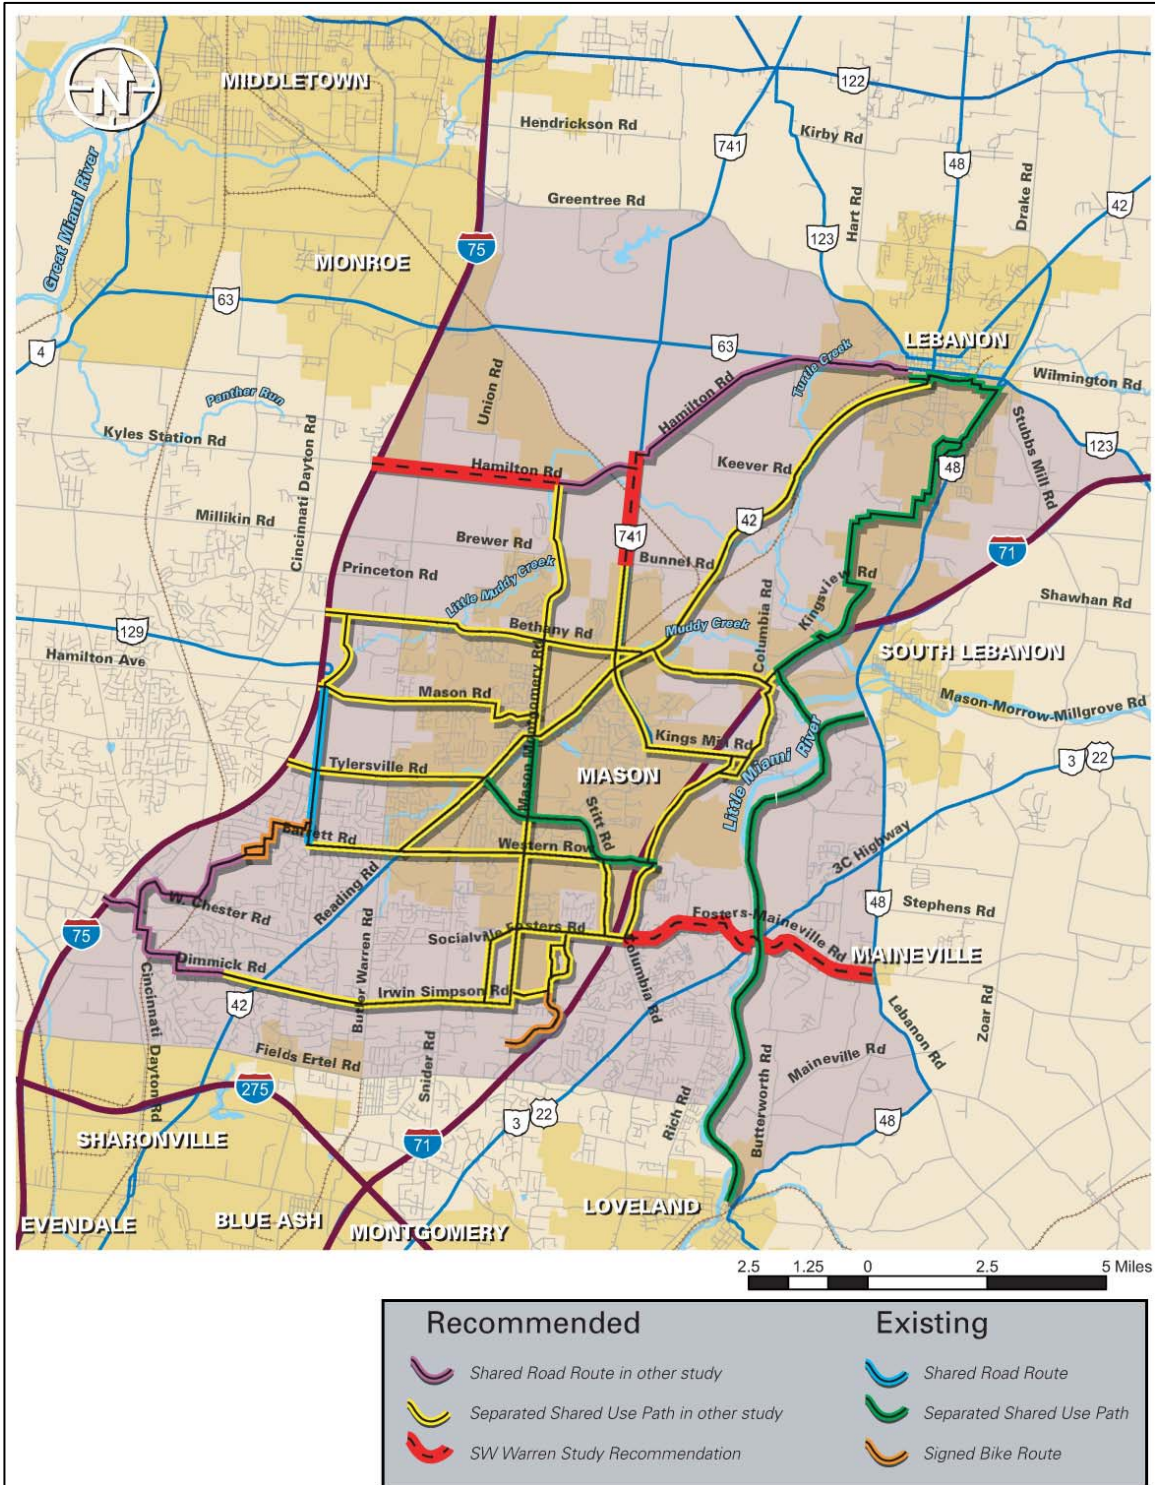 MIDDLETOWN
N
122
Hendrickson Rd
Kirby Rd
741
48
Great Miami River
Greentree Rd
Hart Rd
Drake Rd
42
123
75
MONROE
63
4
63
LEBANON
Turtle Creek
Wilmington Rd
Panther Run
Union Rd
Hamilton Rd
Kyles Station Rd
Cincinnati Dayton Rd
Stubbs Mill Rd
123
Hamilton Rd
Keever Rd
48
Millikin Rd
42
Brewer Rd
741
Bunnel Rd
71
Princeton Rd
Little Muddy Creek
Kingsview Rd
Shawhan Rd
Columbia Rd
129
Bethany Rd
Muddy Creek
Hamilton Ave
SOUTH LEBANON
Mason Rd
Mason Montgomery Rd
Mason-Morrow-Millgrove Rd
Kings Mill Rd
Little Miami River
3
22
Tylersville Rd
MASON
Stitt Rd
Barrett Rd
Western Row
3C Highway
Reading Rd
W. Chester Rd
48
Stephens Rd
75
Socialville Fosters Rd
Fosters-Maineville Rd
MAINEVILLE
Dimmick Rd
Butler Warren Rd
Columbia Rd
Irwin Simpson Rd
42
Cincinnati Dayton Rd
Lebanon Rd
Zoar Rd
Fields Ertel Rd
Snider Rd
Maineville Rd
275
Rich Rd
Butterworth Rd
3
22
48
SHARONVILLE
71
LOVELAND
EVENDALE
BLUE ASH
MONTGOMERY
2.5 1.25 0 2.5 5 Miles
Recommended
Shared Road Route in other study
Separated Shared Use Path in other study
SW Warren Study Recommendation
Existing
Shared Road Route
Separated Shared Use Path
Signed Bike Route